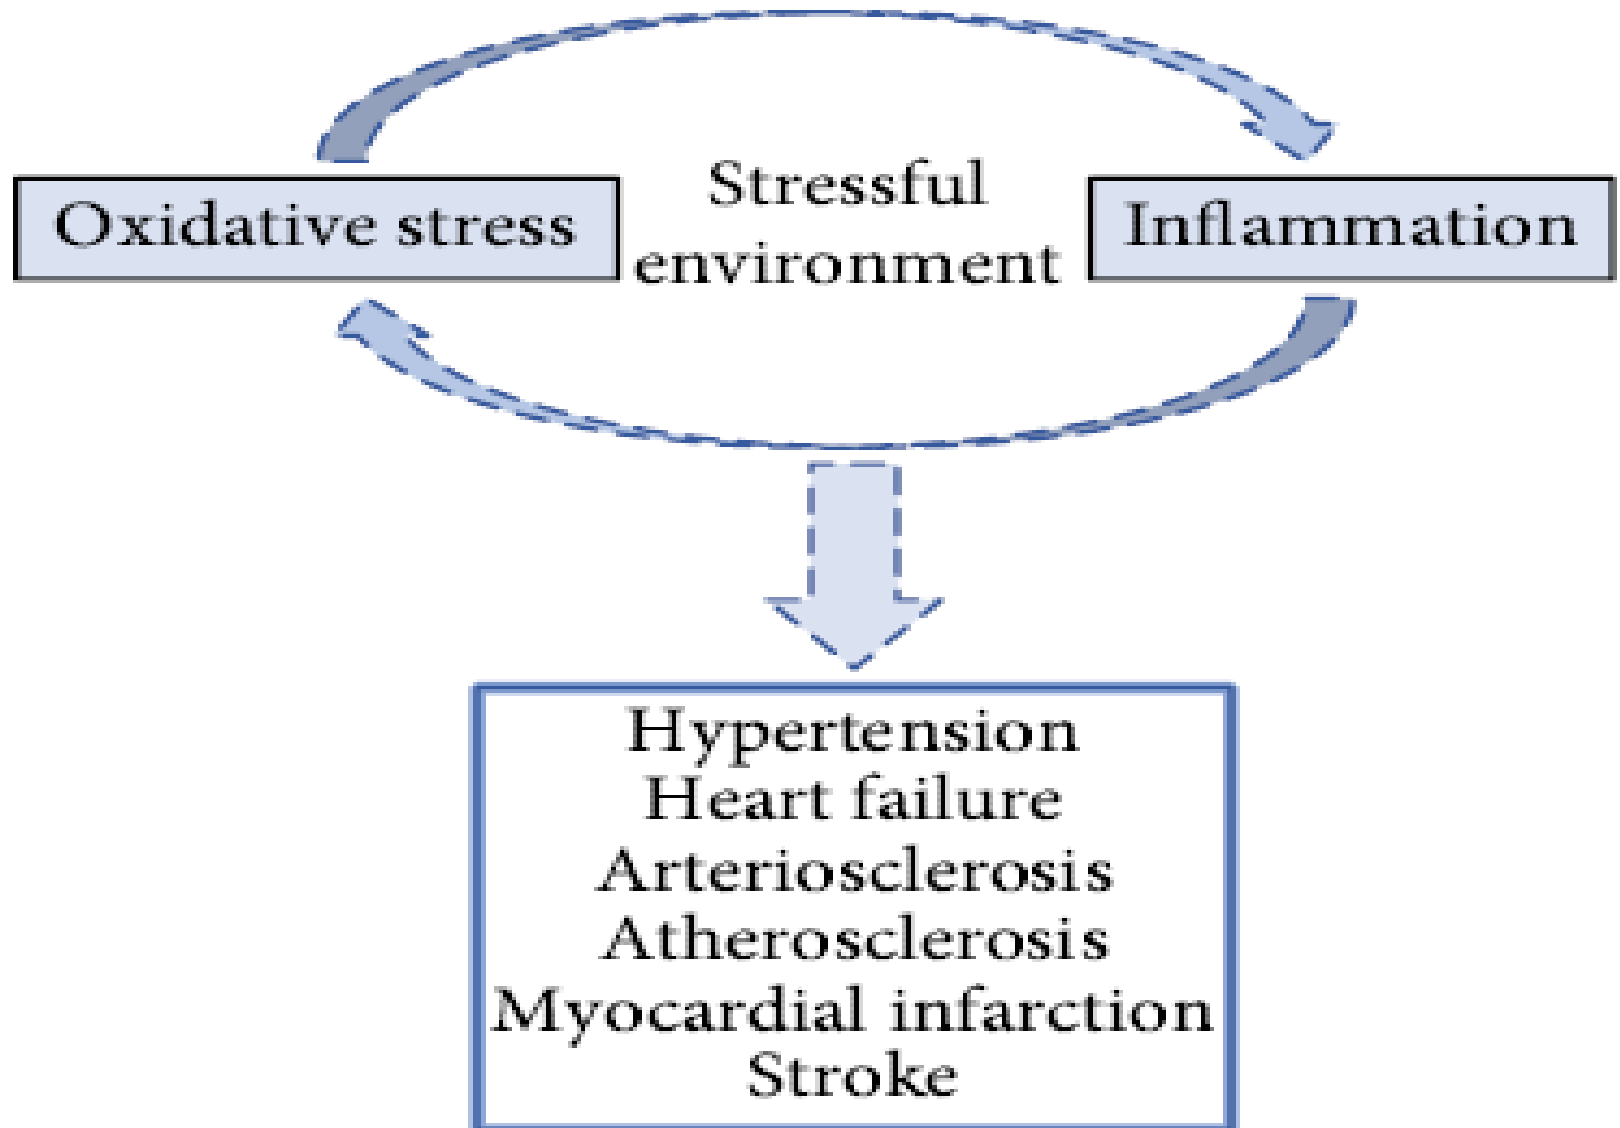 Oxidative stress
Stressful
environment
Inflammation
Hypertension
Heart failure
Arteriosclerosis
Atherosclerosis
Myocardial infarction
Stroke